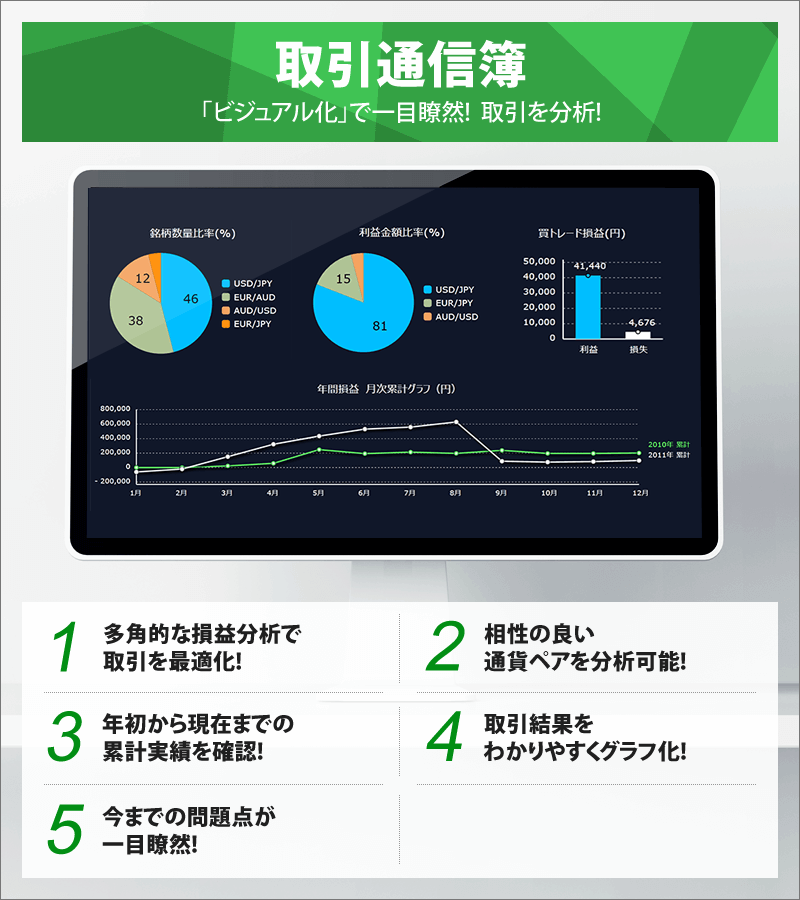 取引通信簿
「ビジュアル化」で一目瞭然! 取引を分析!
銘柄数量比率(%)
46
38
12
USD/JPY
EUR/AUD
AUD/USD
EUR/JPY
利益金額比率(%)
81
15
USD/JPY
EUR/JPY
AUD/USD
買トレード損益(円)
50,000
40,000
30,000
20,000
10,000
0
41,440
4,676
利益
損失
年間損益 月次累計グラフ (円)
800,000
600,000
400,000
200,000
0
- 200,000
1月 2月 3月 4月 5月 6月 7月 8月 9月 10月 11月 12月
2010年 累計
2011年 累計
1 多角的な損益分析で
取引を最適化!
2 相性の良い
通貨ペアを分析可能!
3 年初から現在までの
累計実績を確認!
4 取引結果を
わかりやすくグラフ化!
5 今までの問題点が
一目瞭然!